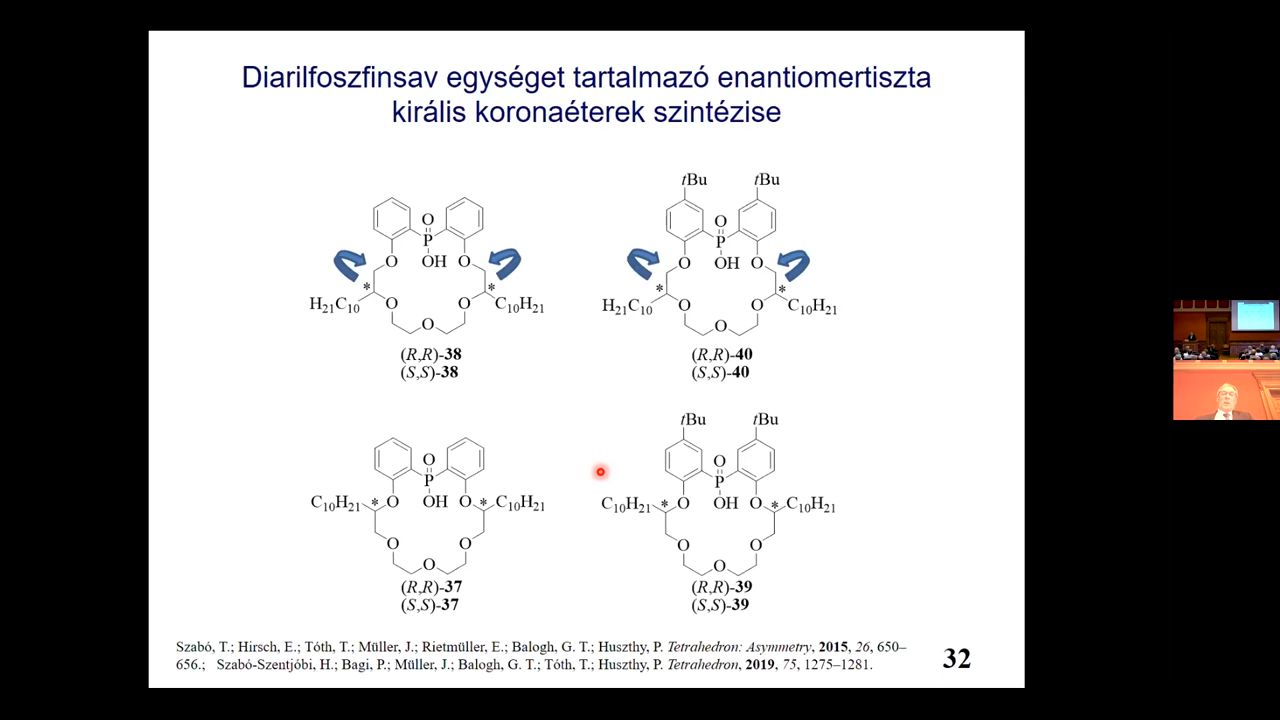 Diarilfoszfinsav egységet tartalmazó enantiomertiszta
királis koronaéterek szintézise
O
P
OH
O
O
*
*
H21C10
O
O
C10H21
O
(R,R)-38
(S,S)-38
tBu
tBu
O
P
OH
O
O
*
*
H21C10
O
O
C10H21
O
(R,R)-40
(S,S)-40
O
P
C10H21
*
O
OH
O
*
C10H21
O
O
O
(R,R)-37
(S,S)-37
tBu
tBu
O
P
C10H21
*
O
OH
O
*
C10H21
O
O
O
(R,R)-39
(S,S)-39
Szabó, T.; Hirsch, E.; Tóth, T.; Müller, J.; Rietmüller, E.; Balogh, G. T.; Huszthy, P. Tetrahedron: Asymmetry, 2015, 26, 650–
656.; Szabó-Szentjóbi, H.; Bagi, P.; Müller, J.; Balogh, G. T.; Tóth, T.; Huszthy, P. Tetrahedron, 2019, 75, 1275–1281.
32